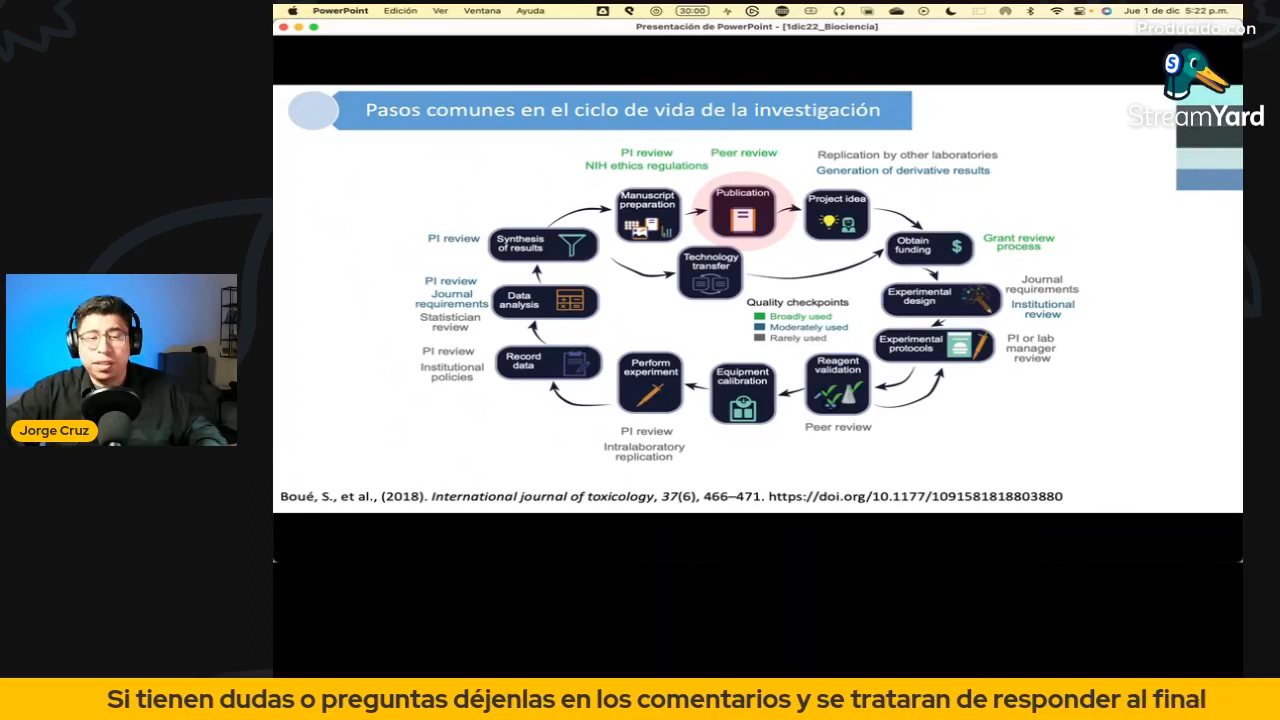 PowerPoint Edición Ver Ventana Ayuda
30:00
Jue 1 de dic 5:22 p.m.
Presentación de PowerPoint - [1dic22_Biociencia]
Producido con
StreamYard
Pasos comunes en el ciclo de vida de la investigación
PI review
NIH ethics regulations
Peer review
Replication by other laboratories
Generation of derivative results
Manuscript
preparation
Publication
Project idea
PI review
Synthesis
of results
Technology
transfer
Obtain
funding
$
Grant review
process
PI review
Journal
requirements
Statistician
review
Data
analysis
Quality checkpoints
Broadly used
Moderately used
Rarely used
Experimental
design
Journal
requirements
Institutional
review
PI review
Institutional
policies
Record
data
Perform
experiment
Equipment
calibration
Reagent
validation
Experimental
protocols
PI or lab
manager
review
PI review
Intralaboratory
replication
Peer review
Jorge Cruz
Boué, S., et al., (2018). International journal of toxicology, 37(6), 466–471. https://doi.org/10.1177/1091581818803880
Si tienen dudas o preguntas déjenlas en los comentarios y se trataran de responder al final